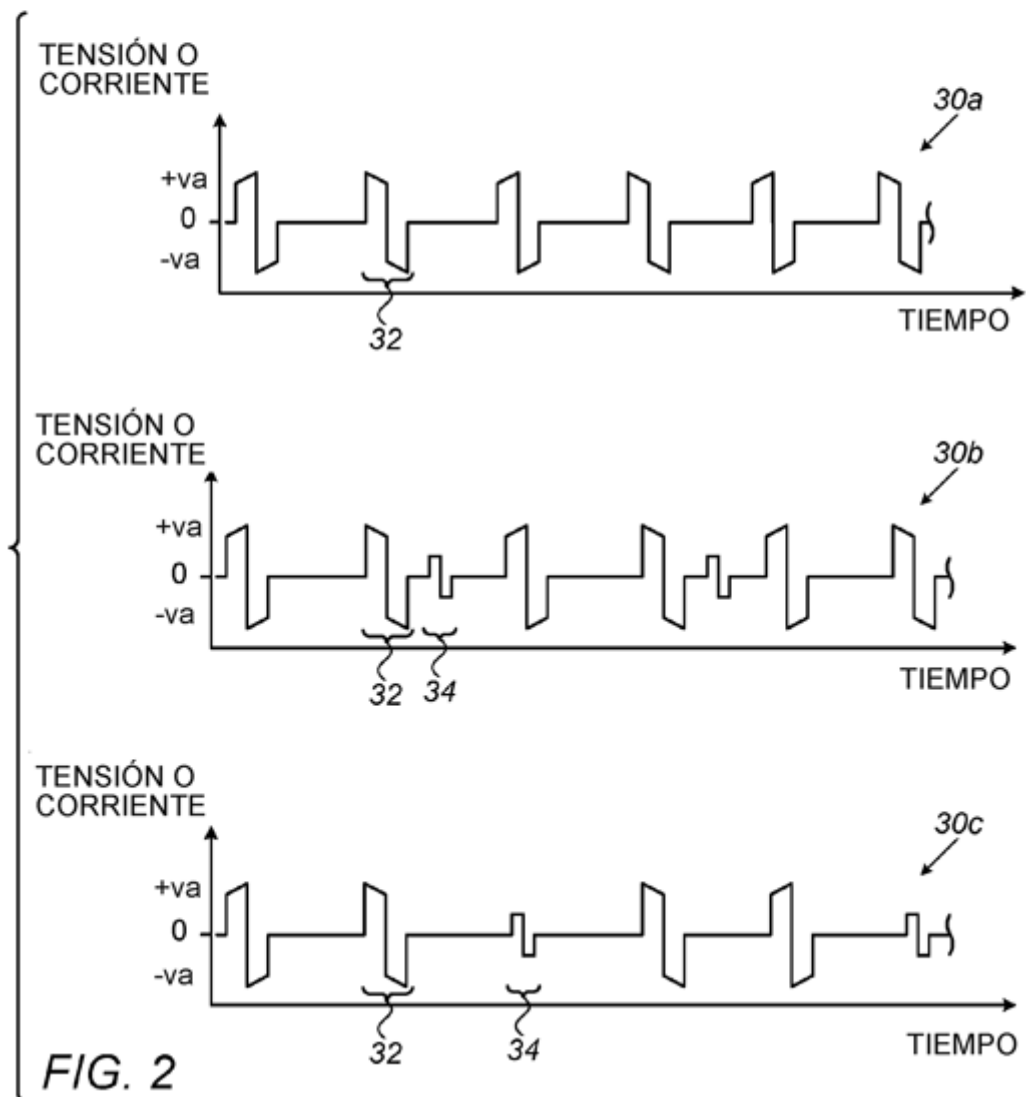 TENSIÓN O
CORRIENTE
30a
+va
0
-va
32
TIEMPO
TENSIÓN O
CORRIENTE
30b
+va
0
-va
32 34
TIEMPO
TENSIÓN O
CORRIENTE
30c
+va
0
-va
32 34
TIEMPO
FIG. 2